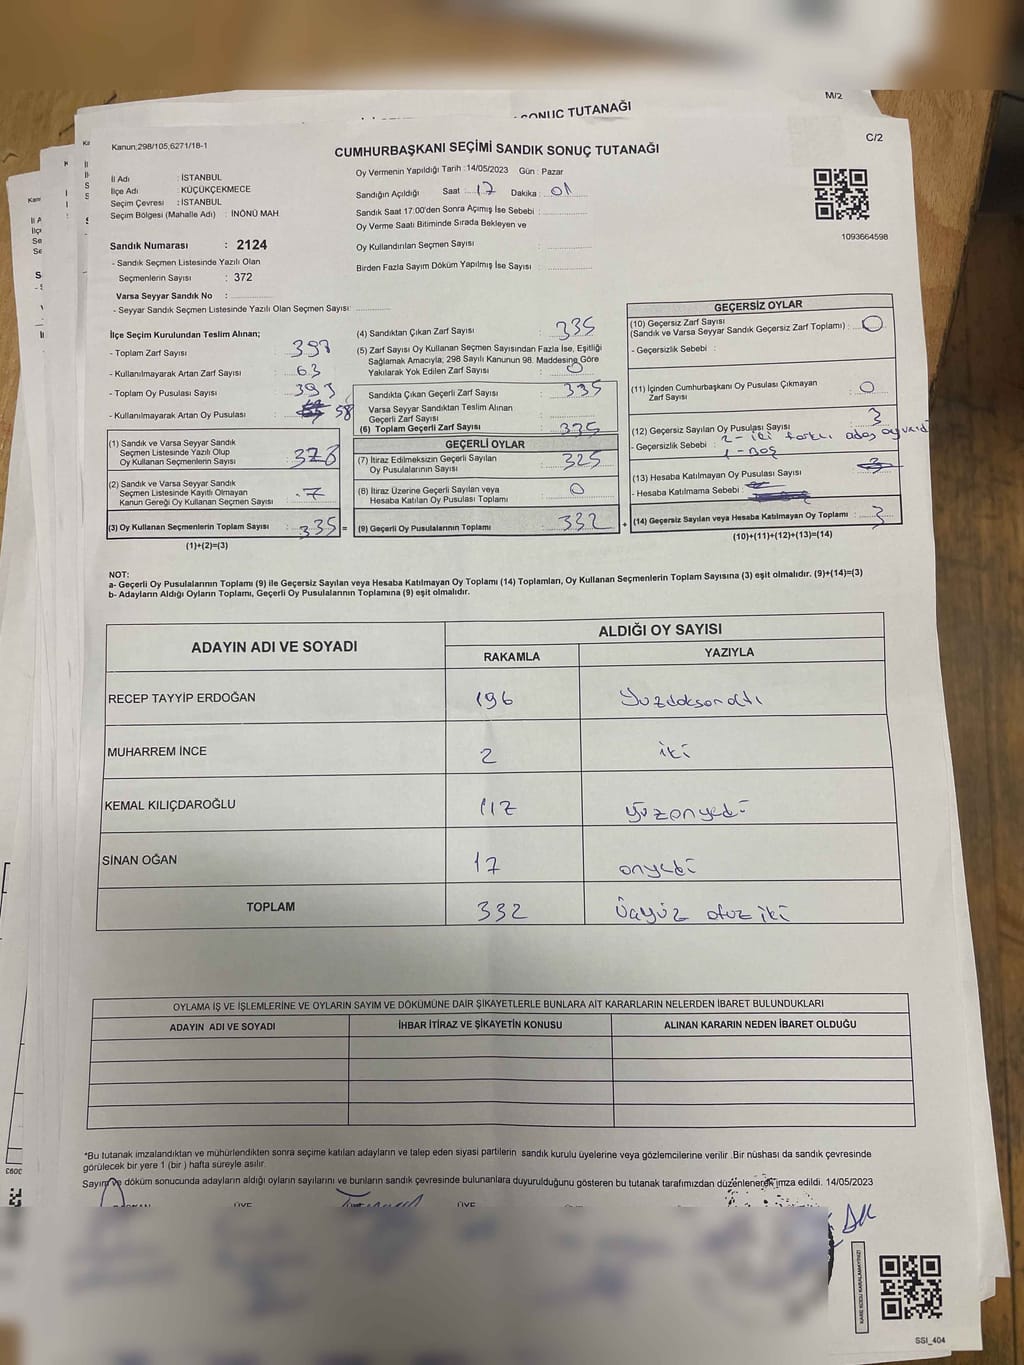 M/2
SONUÇ TUTANAĞI
C/2
Kanun,298/105,6271/18-1
CUMHURBAŞKANI SEÇİMİ SANDIK SONUÇ TUTANAĞI
İl Adı : İSTANBUL
İlçe Adı : KÜÇÜKÇEKMECE
Seçim Çevresi : İSTANBUL
Seçim Bölgesi (Mahalle Adı) : İNÖNÜ MAH.
Sandık Numarası : 2124
- Sandık Seçmen Listesinde Yazılı Olan
Seçmenlerin Sayısı : 372
Varsa Seyyar Sandık No :
- Seyyar Sandık Seçmen Listesinde Yazılı Olan Seçmen Sayısı:
Oy Vermenin Yapıldığı Tarih :14/05/2023 Gün : Pazar
Sandığın Açıldığı Saat : 17 Dakika : 01
Sandık Saat 17:00'den Sonra Açımış İse Sebebi :
Oy Verme Saati Bitiminde Sırada Bekleyen ve
Oy Kullandırılan Seçmen Sayısı :
Birden Fazla Sayım Döküm Yapılmış İse Sayısı :
1093664598
İlçe Seçim Kurulundan Teslim Alınan;
- Toplam Zarf Sayısı : 393
- Kullanılmayarak Artan Zarf Sayısı : 63
- Toplam Oy Pusulası Sayısı : 393
- Kullanılmayarak Artan Oy Pusulası : 58
(1) Sandık ve Varsa Seyyar Sandık
Seçmen Listesinde Yazılı Olup
Oy Kullanan Seçmenlerin Sayısı : 328
(2) Sandık ve Varsa Seyyar Sandık
Seçmen Listesinde Kayıtlı Olmayan
Kanun Gereği Oy Kullanan Seçmen Sayısı : 7
(3) Oy Kullanan Seçmenlerin Toplam Sayısı : 335 =
(1)+(2)=(3)
(4) Sandıktan Çıkan Zarf Sayısı : 335
(5) Zarf Sayısı Oy Kullanan Seçmen Sayısından Fazla İse, Eşitliği
Sağlamak Amacıyla; 298 Sayılı Kanunun 98. Maddesine Göre
Yakılarak Yok Edilen Zarf Sayısı : 0
Sandıkta Çıkan Geçerli Zarf Sayısı : 335
Varsa Seyyar Sandıktan Teslim Alınan
Geçerli Zarf Sayısı :
(6) Toplam Geçerli Zarf Sayısı : 335
GEÇERLİ OYLAR
(7) İtiraz Edilmeksizin Geçerli Sayılan
Oy Pusulalarının Sayısı : 325
(8) İtiraz Üzerine Geçerli Sayılan veya
Hesaba Katılan Oy Pusulası Toplamı : 0
(9) Geçerli Oy Pusulalarının Toplamı : 332 +
GEÇERSİZ OYLAR
(10) Geçersiz Zarf Sayısı
(Sandık ve Varsa Seyyar Sandık Geçersiz Zarf Toplamı) : 0
- Geçersizlik Sebebi :
(11) İçinden Cumhurbaşkanı Oy Pusulası Çıkmayan
Zarf Sayısı : 0
(12) Geçersiz Sayılan Oy Pusulası Sayısı : 3
- Geçersizlik Sebebi : 2- iki farklı aday oy verdi
1- Boş
(13) Hesaba Katılmayan Oy Pusulası Sayısı
- Hesaba Katılmama Sebebi
(14) Geçersiz Sayılan veya Hesaba Katılmayan Oy Toplamı : 3
(10)+(11)+(12)+(13)=(14)
NOT:
a- Geçerli Oy Pusulalarının Toplamı (9) ile Geçersiz Sayılan veya Hesaba Katılmayan Oy Toplamı (14) Toplamları, Oy Kullanan Seçmenlerin Toplam Sayısına (3) eşit olmalıdır. (9)+(14)=(3)
b- Adayların Aldığı Oyların Toplamı, Geçerli Oy Pusulalarının Toplamına (9) eşit olmalıdır.
ADAYIN ADI VE SOYADI
ALDIĞI OY SAYISI
RAKAMLA YAZIYLA
RECEP TAYYİP ERDOĞAN 196 Yüzdoksanaltı
MUHARREM İNCE 2 iki
KEMAL KILIÇDAROĞLU 117 yüzonyedi
SİNAN OĞAN 17 onyedi
TOPLAM 332 Üçyüz otuz iki
OYLAMA İŞ VE İŞLEMLERİNE VE OYLARIN SAYIM VE DÖKÜMÜNE DAİR ŞİKAYETLERLE BUNLARA AİT KARARLARIN NELERDEN İBARET BULUNDUKLARI
ADAYIN ADI VE SOYADI İHBAR İTİRAZ VE ŞİKAYETİN KONUSU ALINAN KARARIN NEDEN İBARET OLDUĞU
*Bu tutanak imzalandıktan ve mühürlendikten sonra seçime katılan adayların ve talep eden siyasi partilerin sandık kurulu üyelerine veya gözlemcilerine verilir .Bir nüshası da sandık çevresinde
görülecek bir yere 1 (bir ) hafta süreyle asılır.
Sayım ve döküm sonucunda adayların aldığı oyların sayılarını ve bunların sandık çevresinde bulunanlara duyurulduğunu gösteren bu tutanak tarafımızdan düzenlenerek imza edildi. 14/05/2023
ÜYE ÜYE
KARE KODU KARALAMAYINIZ!
SSİ_404